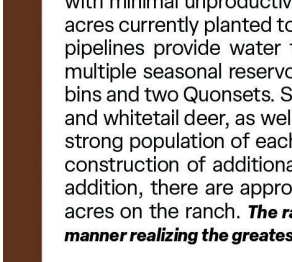 with minimal unproductiv
acres currently planted to
pipelines provide water
multiple seasonal reservo
bins and two Quonsets. S
and whitetail deer, as wel
strong population of each
construction of additiona
addition, there are appro
acres on the ranch. The ra
manner realizing the greates